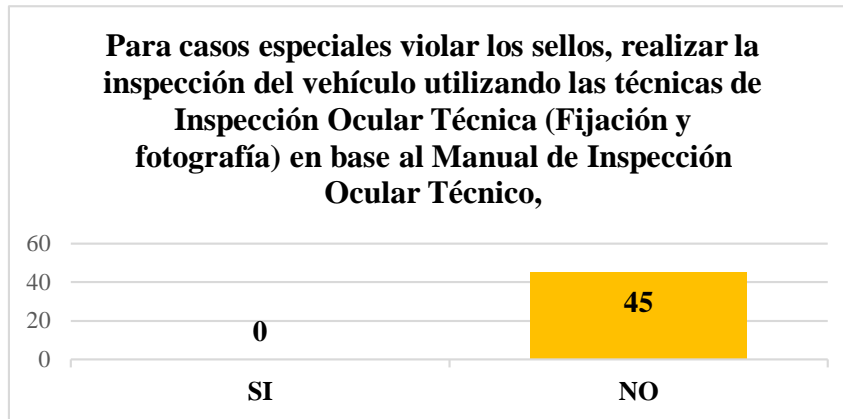 Para casos especiales violar los sellos, realizar la
inspección del vehículo utilizando las técnicas de
Inspección Ocular Técnica (Fijación y
fotografía) en base al Manual de Inspección
Ocular Técnico,
60
40
20
0
0
45
SI
NO